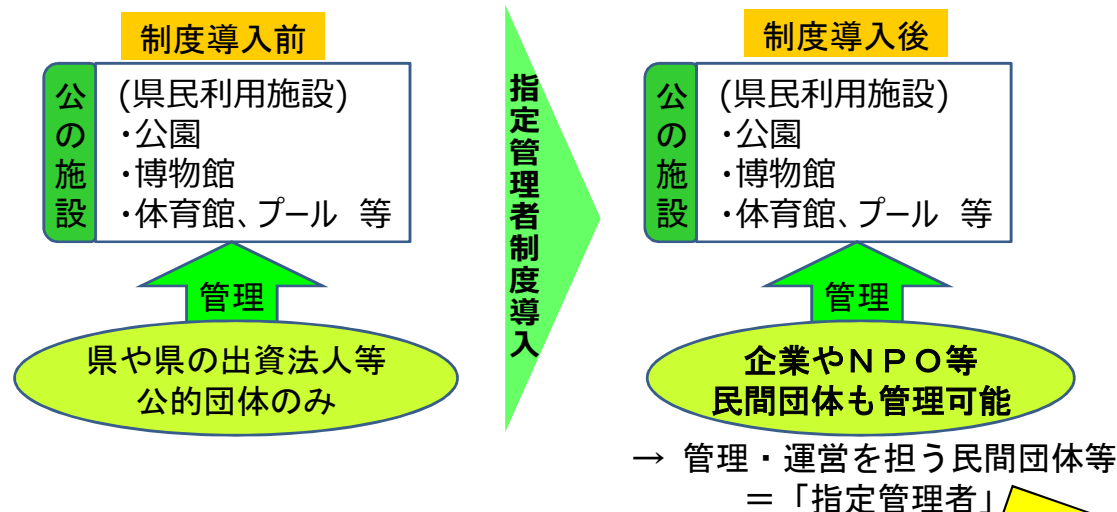 制度導入前
公の施設
(県民利用施設)
・公園
・博物館
・体育館、プール 等
管理
県や県の出資法人等
公的団体のみ
指定管理者制度導入
制度導入後
公の施設
(県民利用施設)
・公園
・博物館
・体育館、プール 等
管理
企業やNPO等
民間団体も管理可能
→ 管理・運営を担う民間団体等
=「指定管理者」